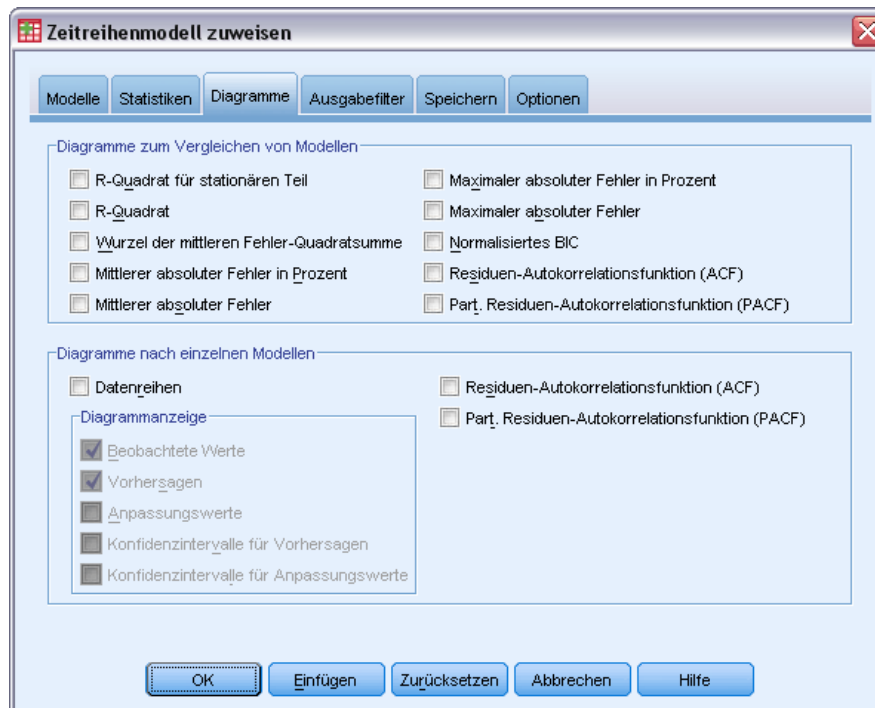 Zeitreihenmodell zuweisen
Modelle Statistiken Diagramme Ausgabefilter Speichern Optionen
Diagramme zum Vergleichen von Modellen
R-Quadrat für stationären Teil
R-Quadrat
Wurzel der mittleren Fehler-Quadratsumme
Mittlerer absoluter Fehler in Prozent
Mittlerer absoluter Fehler
Maximaler absoluter Fehler in Prozent
Maximaler absoluter Fehler
Normalisiertes BIC
Residuen-Autokorrelationsfunktion (ACF)
Part. Residuen-Autokorrelationsfunktion (PACF)
Diagramme nach einzelnen Modellen
Datenreihen
Diagrammanzeige
Beobachtete Werte
Vorhersagen
Anpassungswerte
Konfidenzintervalle für Vorhersagen
Konfidenzintervalle für Anpassungswerte
Residuen-Autokorrelationsfunktion (ACF)
Part. Residuen-Autokorrelationsfunktion (PACF)
OK Einfügen Zurücksetzen Abbrechen Hilfe